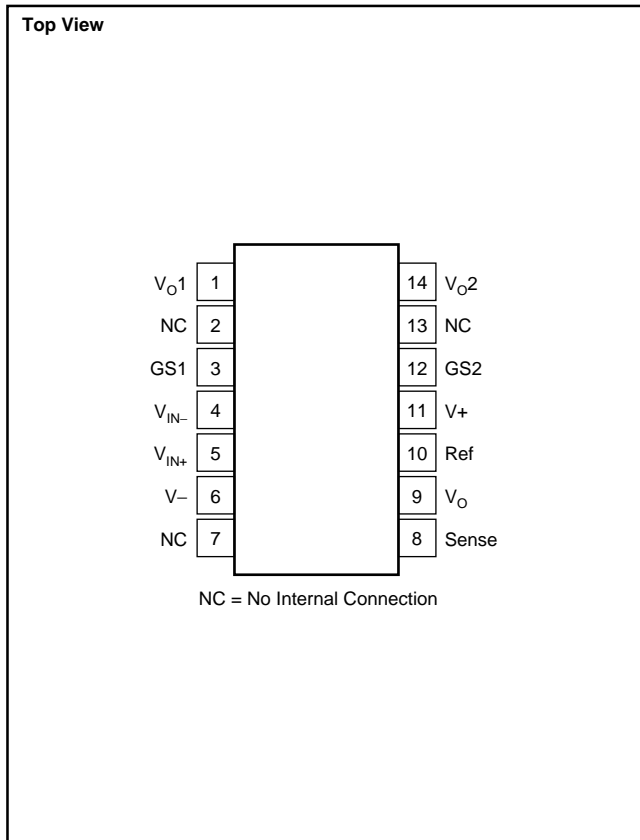 Top View
V_O1 1 14 V_O2
NC 2 13 NC
GS1 3 12 GS2
V_IN– 4 11 V+
V_IN+ 5 10 Ref
V– 6 9 V_O
NC 7 8 Sense
NC = No Internal Connection